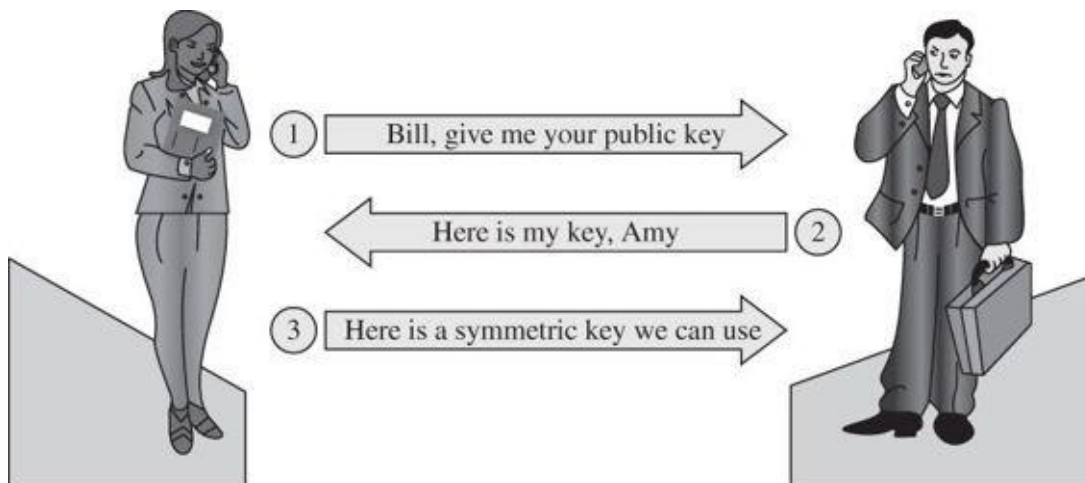 1 Bill, give me your public key
Here is my key, Amy 2
3 Here is a symmetric key we can use